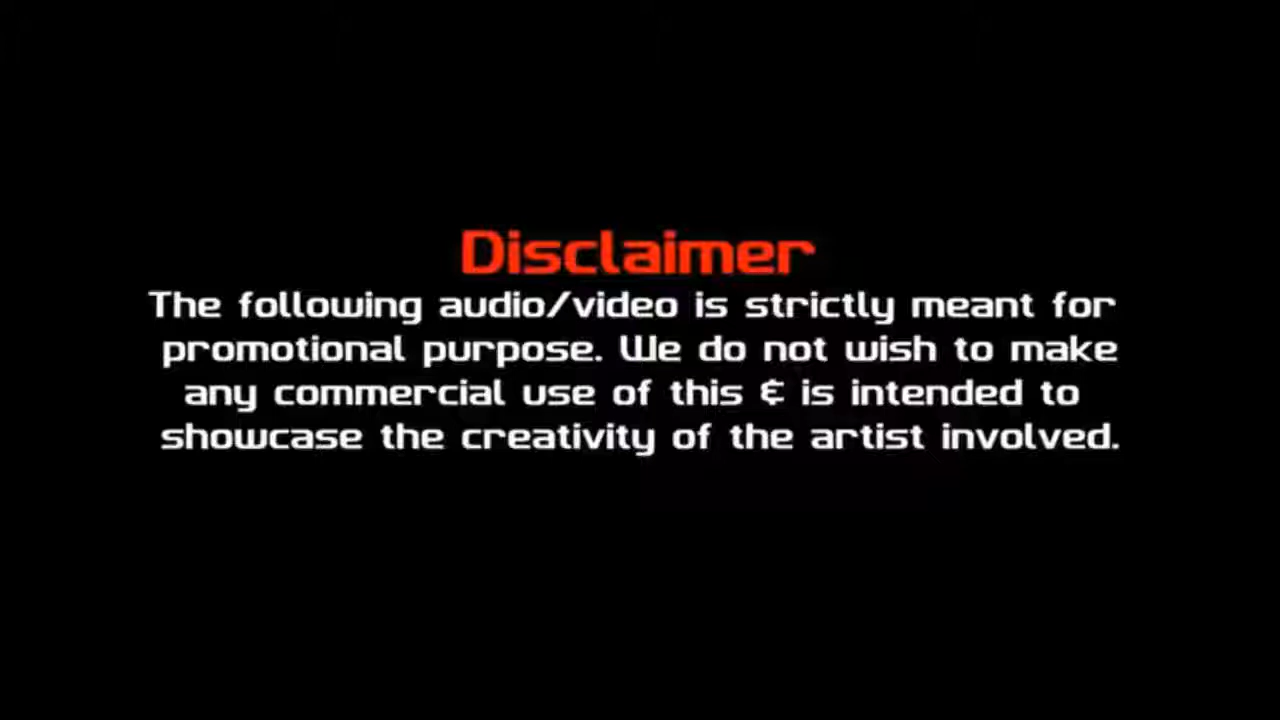 Disclaimer
The following audio/video is strictly meant for
promotional purpose. We do not wish to make
any commercial use of this & is intended to
showcase the creativity of the artist involved.